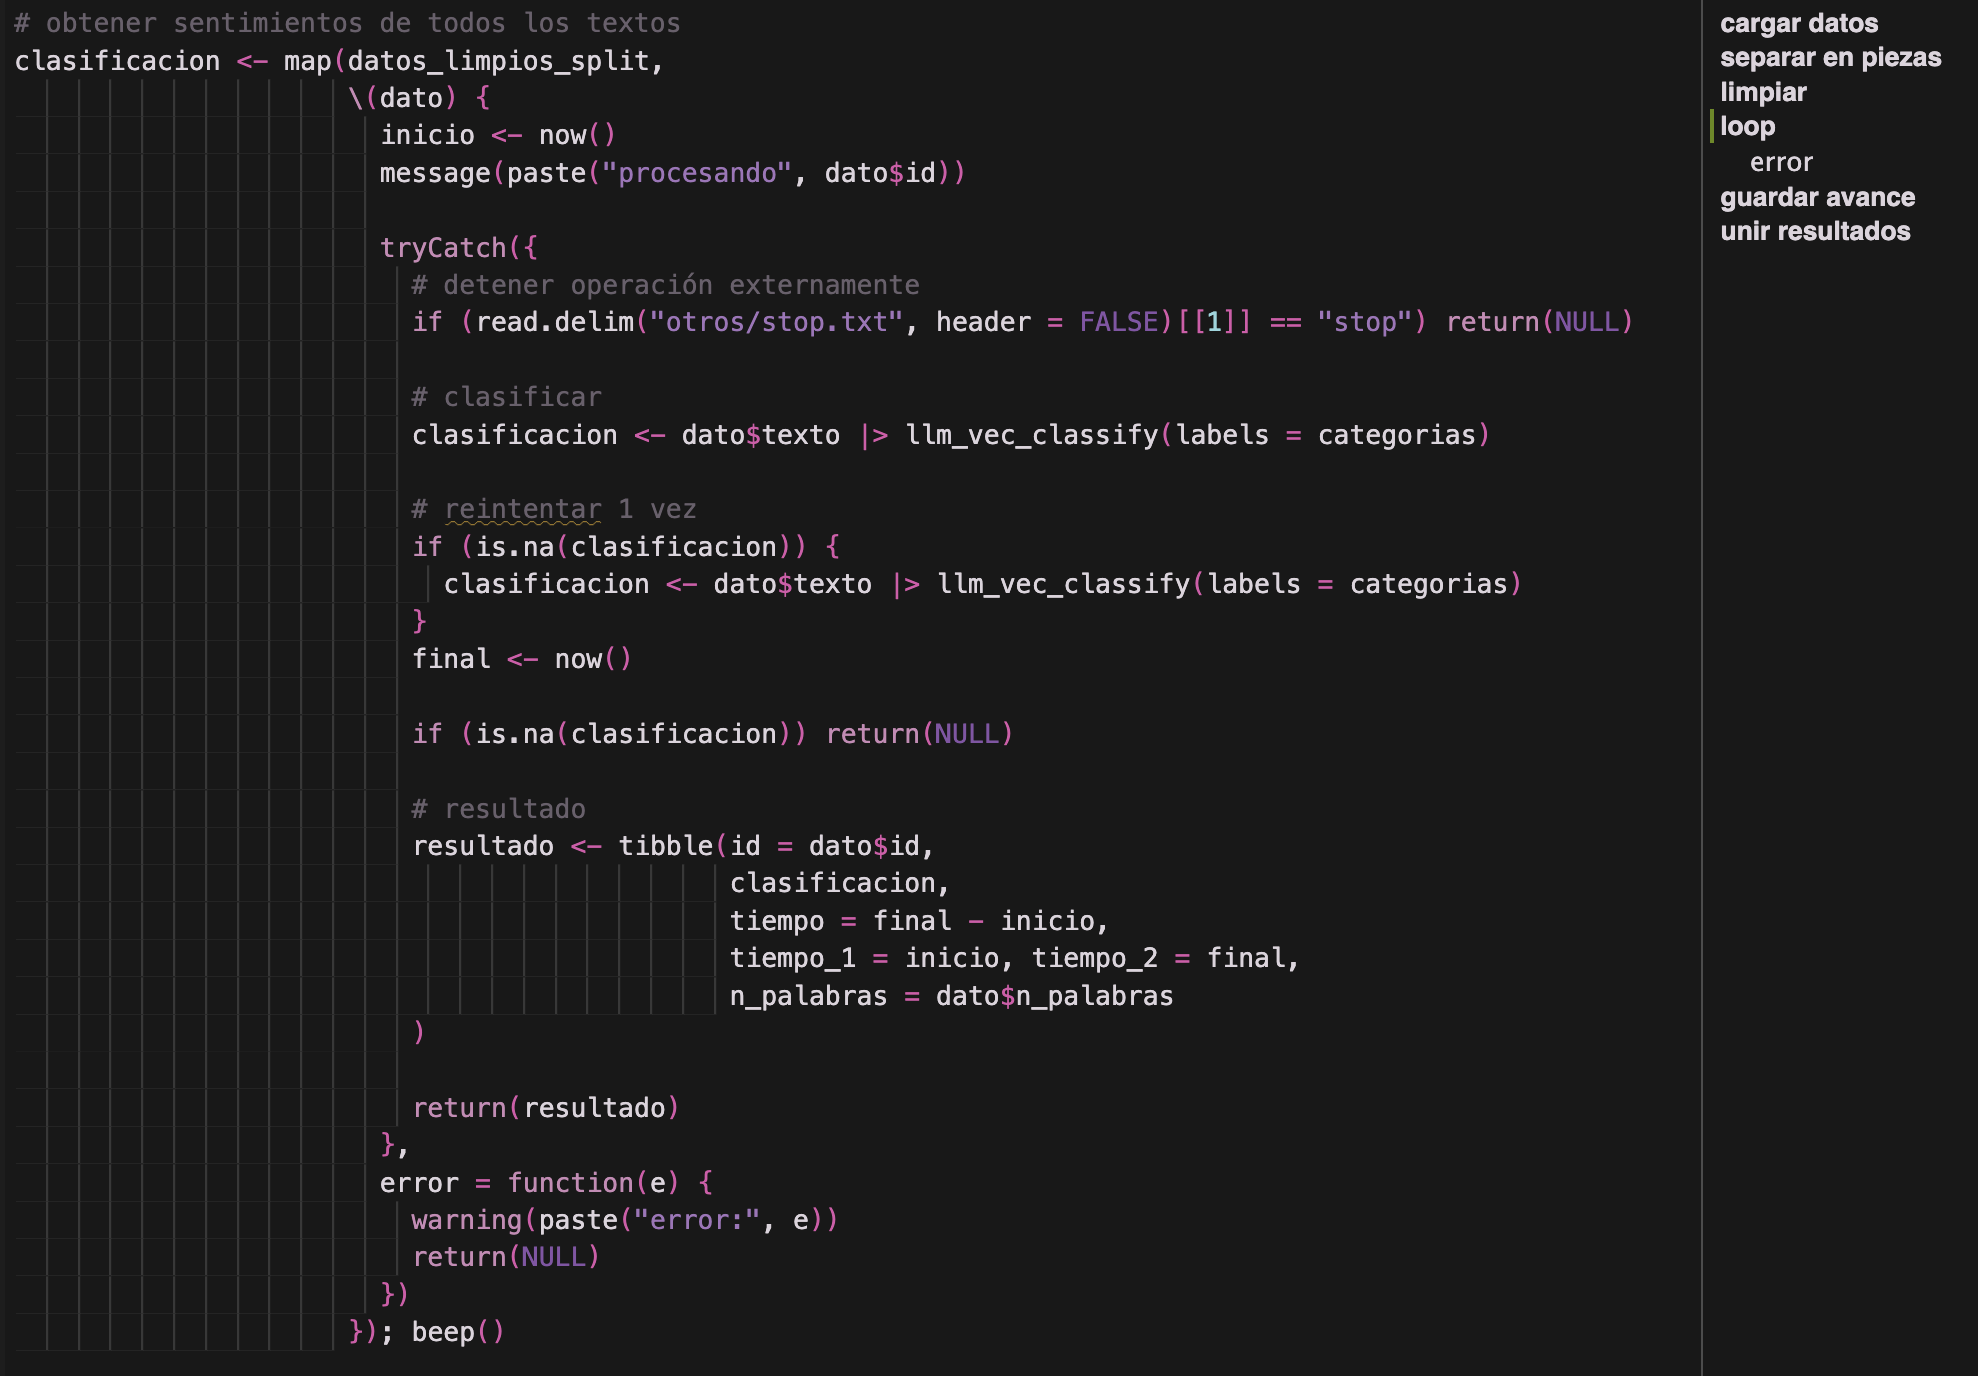 # obtener sentimientos de todos los textos
clasificacion <- map(datos_limpios_split,
\(dato) {
inicio <- now()
message(paste("procesando", dato$id))
tryCatch({
# detener operación externamente
if (read.delim("otros/stop.txt", header = FALSE)[[1]] == "stop") return(NULL)
# clasificar
clasificacion <- dato$texto |> llm_vec_classify(labels = categorias)
# reintentar 1 vez
if (is.na(clasificacion)) {
clasificacion <- dato$texto |> llm_vec_classify(labels = categorias)
}
final <- now()
if (is.na(clasificacion)) return(NULL)
# resultado
resultado <- tibble(id = dato$id,
clasificacion,
tiempo = final - inicio,
tiempo_1 = inicio, tiempo_2 = final,
n_palabras = dato$n_palabras
)
return(resultado)
},
error = function(e) {
warning(paste("error:", e))
return(NULL)
})
}); beep()
cargar datos
separar en piezas
limpiar
loop
error
guardar avance
unir resultados